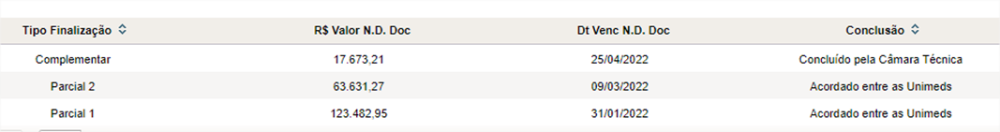 Tipo Finalização R$ Valor N.D. Doc Dt Venc N.D. Doc Conclusão
Complementar 17.673,21 25/04/2022 Concluído pela Câmara Técnica
Parcial 2 63.631,27 09/03/2022 Acordado entre as Unimeds
Parcial 1 123.482,95 31/01/2022 Acordado entre as Unimeds